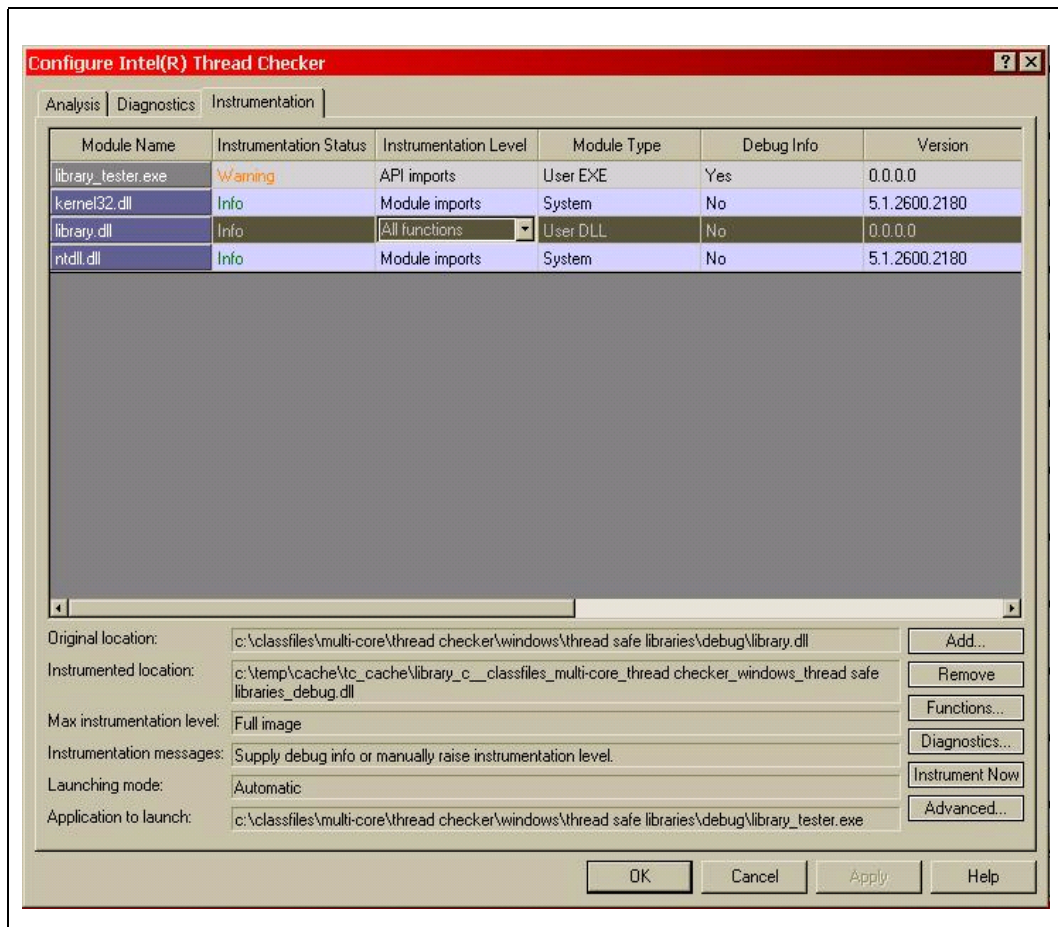 Configure Intel(R) Thread Checker
Analysis Diagnostics Instrumentation
Module Name Instrumentation Status Instrumentation Level Module Type Debug Info Version
library_tester.exe Warning API imports User EXE Yes 0.0.0.0
kernel32.dll Info Module imports System No 5.1.2600.2180
library.dll Info All functions User DLL No 0.0.0.0
ntdll.dll Info Module imports System No 5.1.2600.2180
Original location: c:\classfiles\multi-core\thread checker\windows\thread safe libraries\debug\library.dll Add...
Instrumented location: c:\temp\cache\tc_cache\library_c__classfiles_multi-core_thread checker_windows_thread safe
libraries_debug.dll Remove
Max instrumentation level: Full image Functions...
Instrumentation messages: Supply debug info or manually raise instrumentation level. Diagnostics...
Launching mode: Automatic Instrument Now
Application to launch: c:\classfiles\multi-core\thread checker\windows\thread safe libraries\debug\library_tester.exe Advanced...
OK Cancel Apply Help